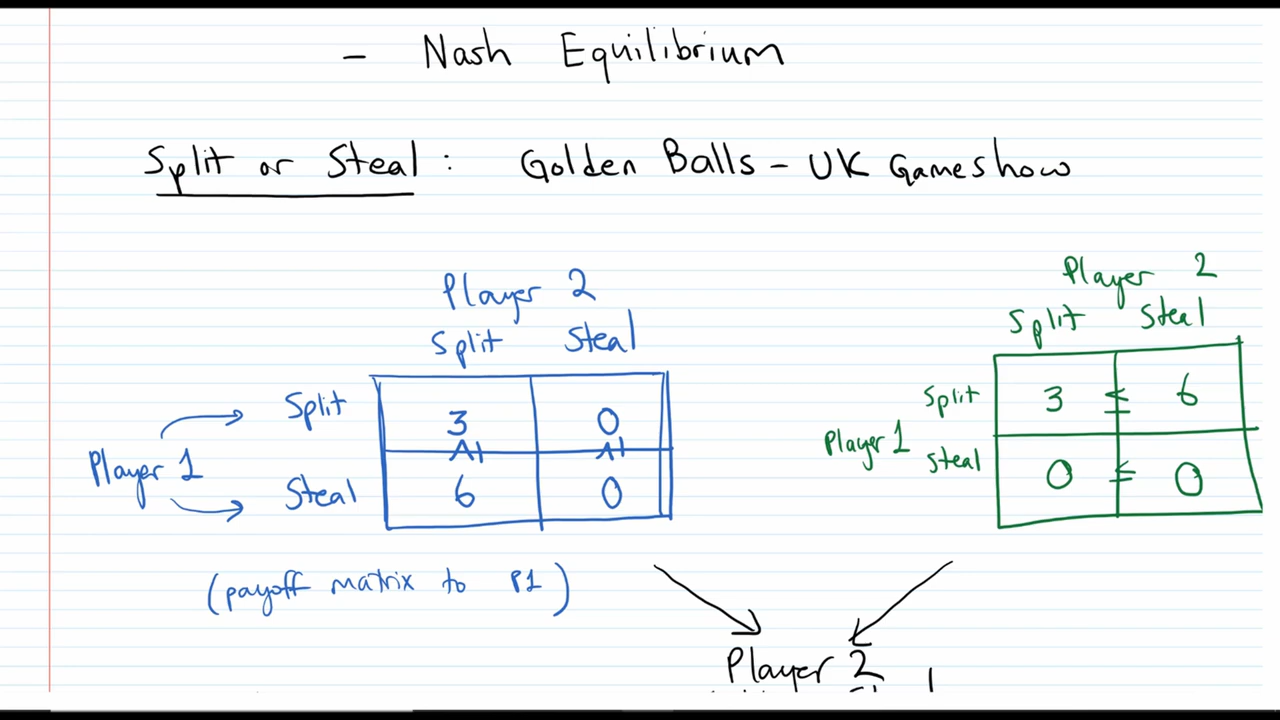 - Nash Equilibrium
Split or Steal : Golden Balls - UK Gameshow
Player 2
Split Steal
Player 1
Split 3 0
≤ ≤
Steal 6 0
(payoff matrix to P1)
Player 2
Split Steal
Player 1
Split 3 ≤ 6
Steal 0 ≤ 0
Player 2